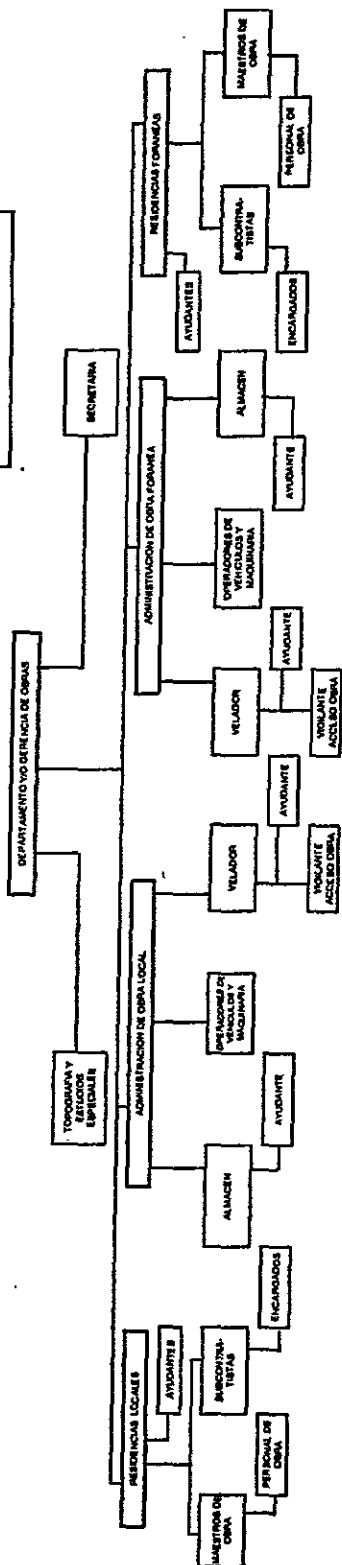 DEPARTAMENTO Y/O GERENCIA DE OBRAS
TOPOGRAFIA Y
ESTUDIOS
ESPECIALES
SECRETARIA
RESIDENCIAS LOCALES
ADMINISTRACION DE OBRA LOCAL
ADMINISTRACION DE OBRA FORANEA
RESIDENCIAS FORANEAS
AYUDANTES
AYUDANTES
MAESTROS DE
OBRA
SUBCONTRA-
TISTAS
ALMACEN
OPERADORES DE
VEHICULOS Y
MAQUINARIA
VELADOR
VELADOR
OPERADORES DE
VEHICULOS Y
MAQUINARIA
ALMACEN
SUBCONTRA-
TISTAS
MAESTROS DE
OBRA
PERSONAL DE
OBRA
ENCARGADOS
AYUDANTE
AYUDANTE
AYUDANTE
AYUDANTE
ENCARGADOS
PERSONAL DE
OBRA
VIGILANTE
ACCESO OBRA
VIGILANTE
ACCESO OBRA